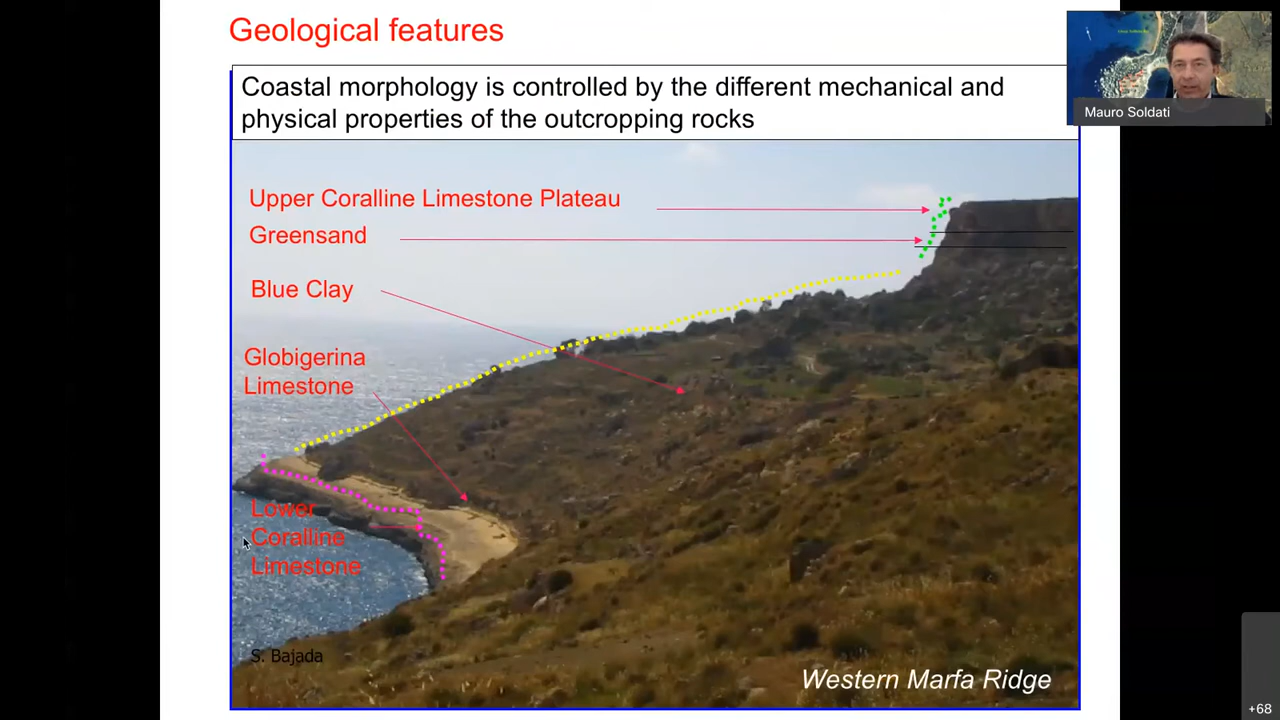 Geological features
Mauro Soldati
Coastal morphology is controlled by the different mechanical and
physical properties of the outcropping rocks
Upper Coralline Limestone Plateau
Greensand
Blue Clay
Globigerina
Limestone
Lower
Coralline
Limestone
S. Bajada
Western Marfa Ridge
+68